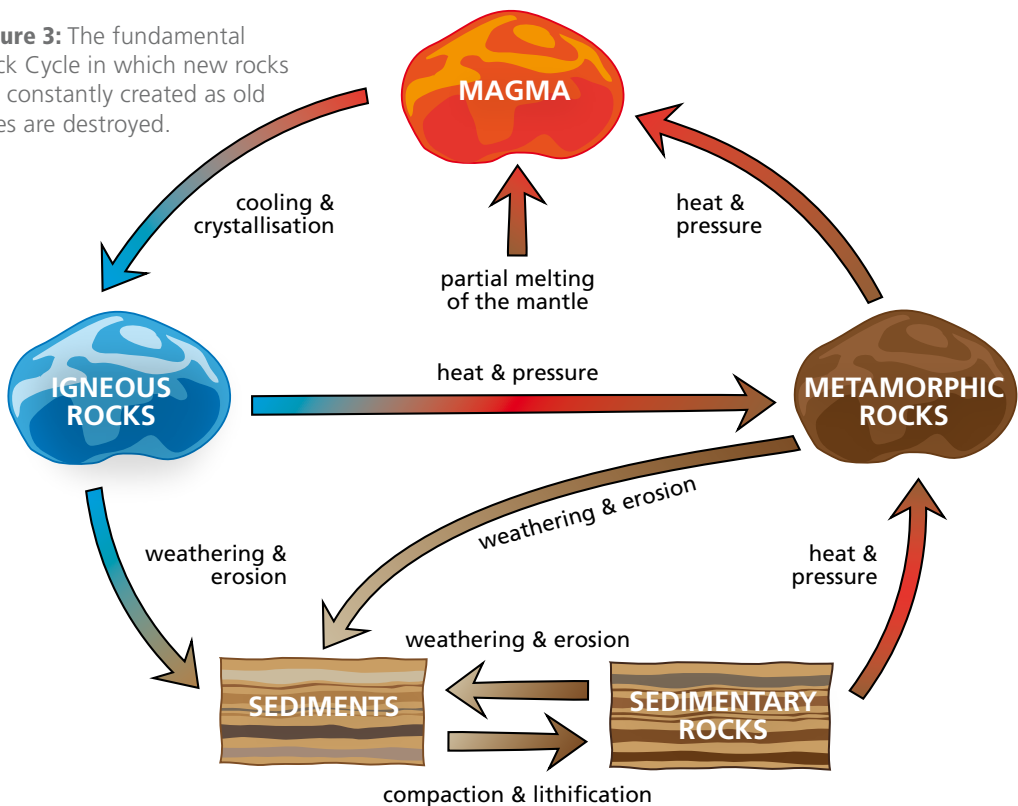 ure 3: The fundamental
ck Cycle in which new rocks
constantly created as old
es are destroyed.
MAGMA
cooling &
crystallisation
heat &
pressure
partial melting
of the mantle
IGNEOUS
ROCKS
heat & pressure
METAMORPHIC
ROCKS
weathering & erosion
weathering &
erosion
heat &
pressure
weathering & erosion
SEDIMENTS
SEDIMENTARY
ROCKS
compaction & lithification